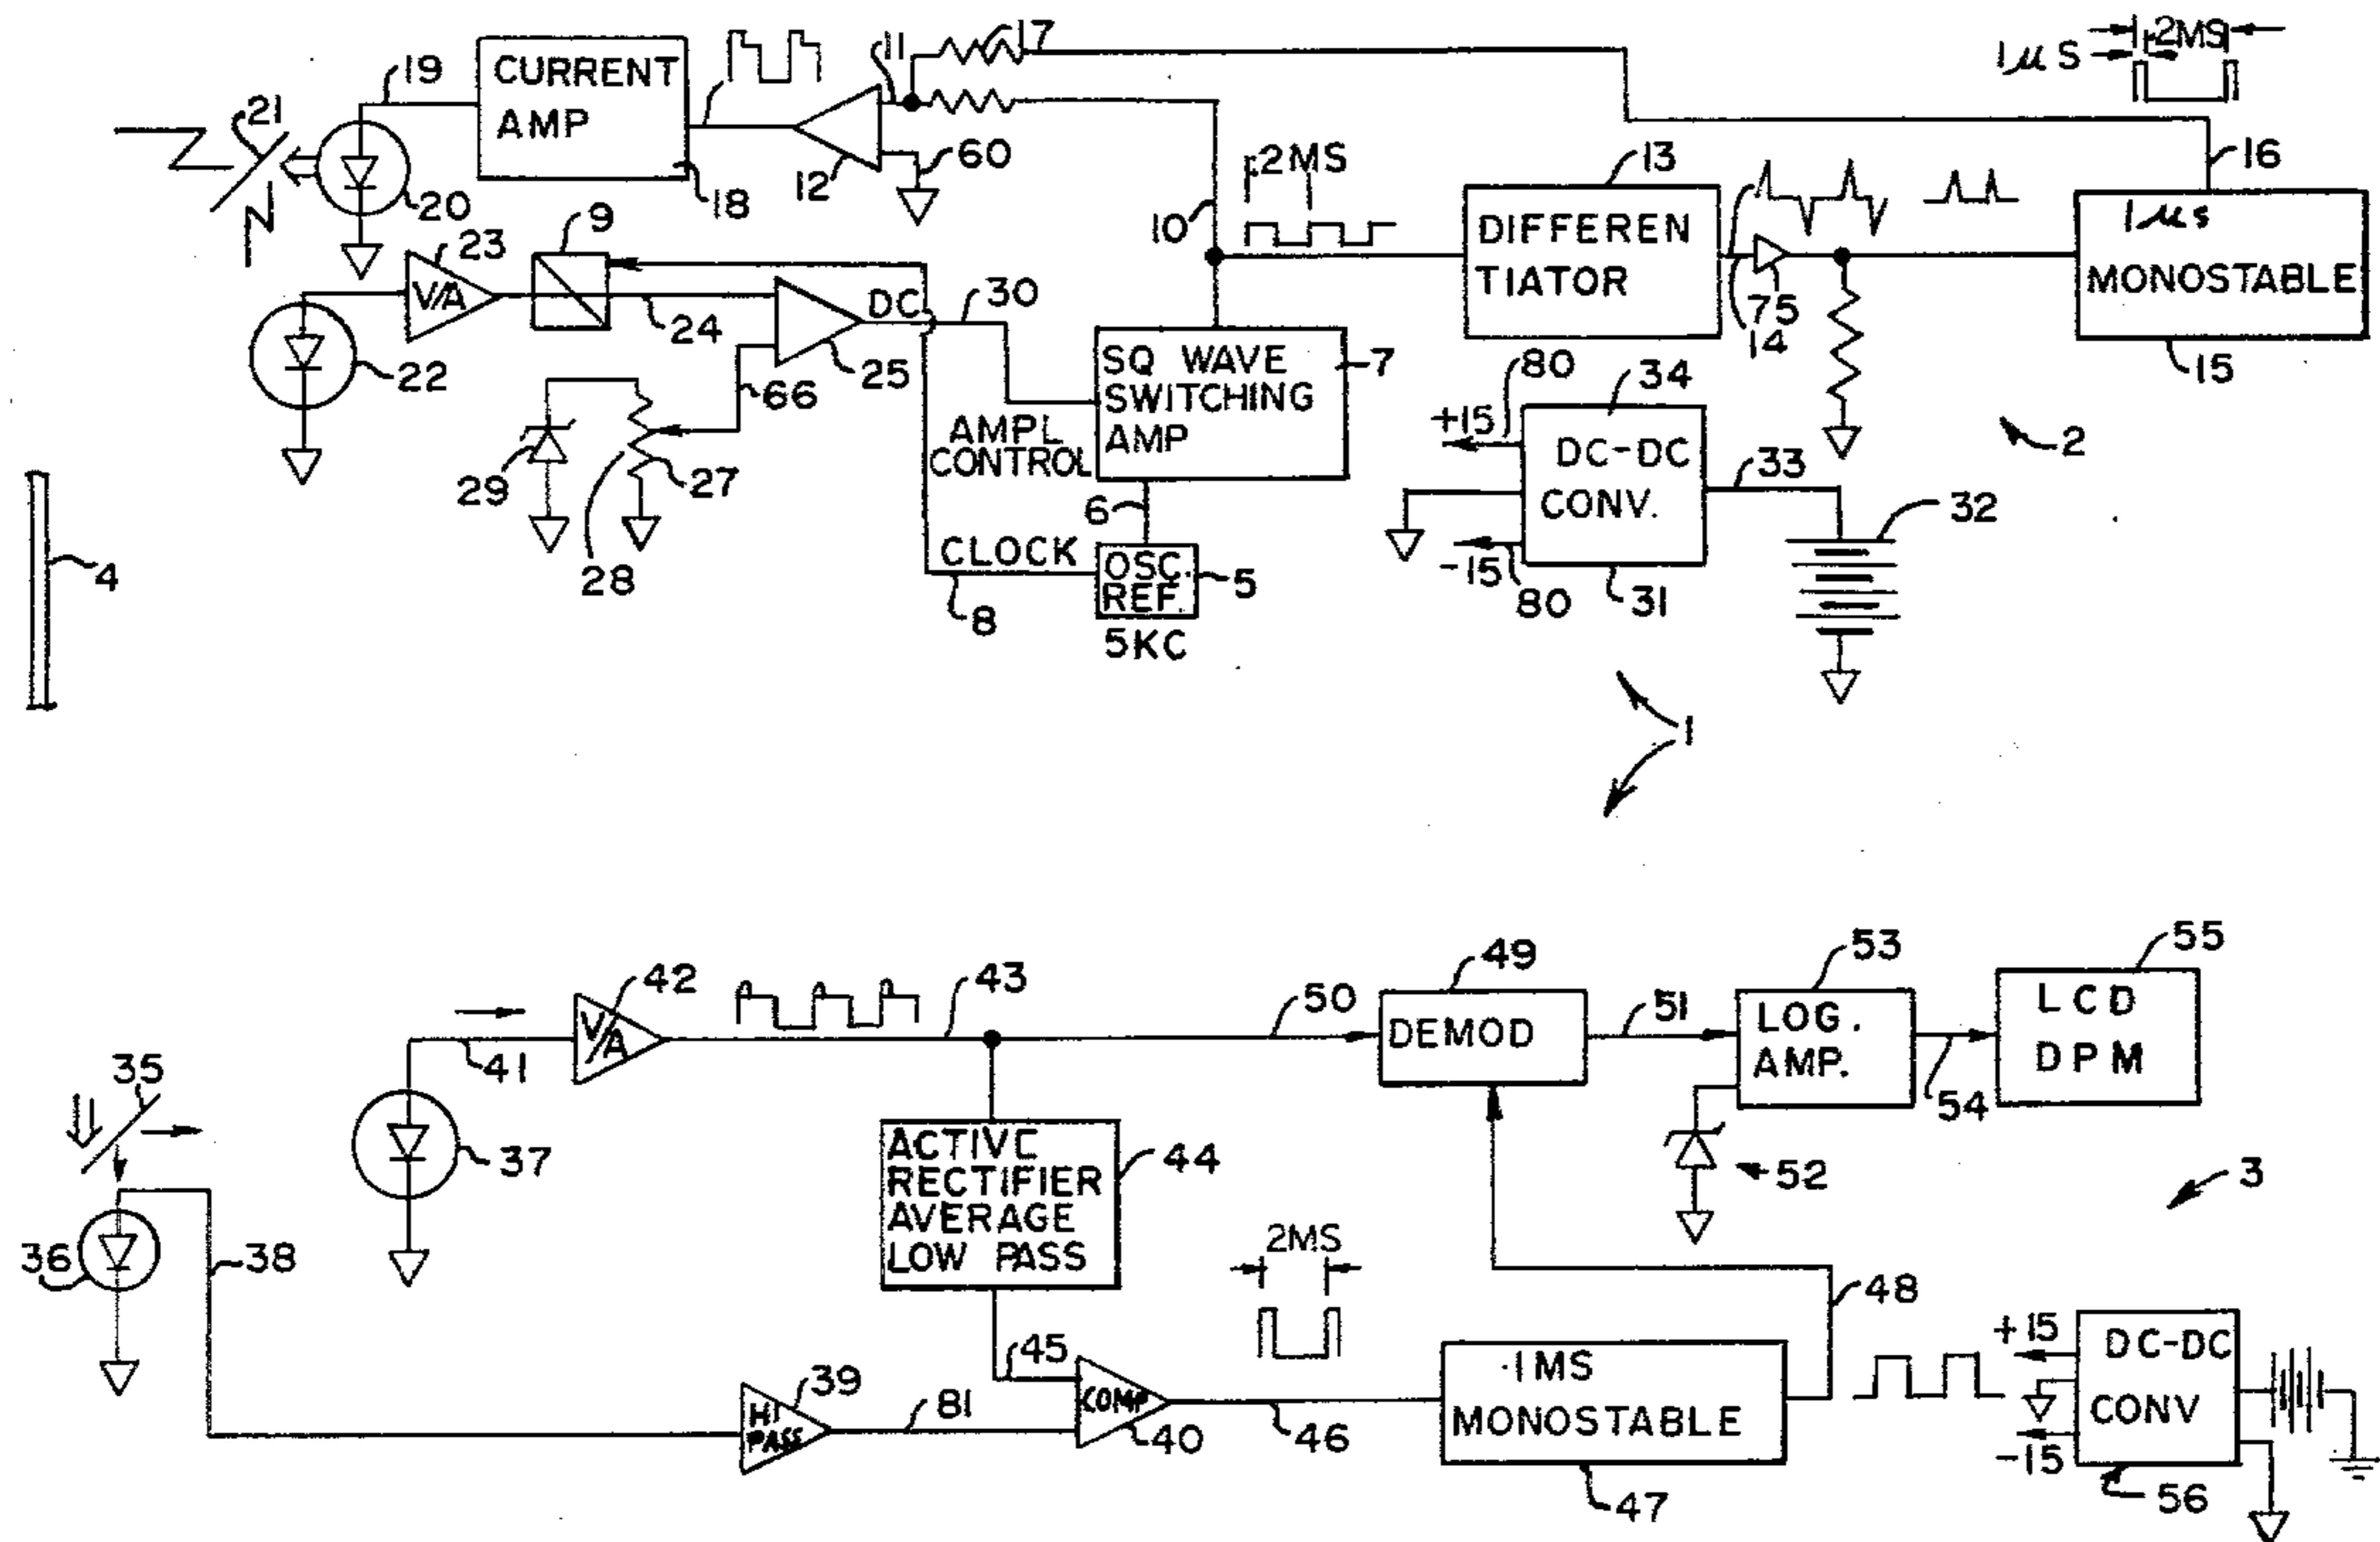 19
CURRENT
AMP
18
11
17
12
60
21
20
.2MS
1μS
16
10
.2MS
13
DIFFEREN
TIATOR
75
14
1μs
MONOSTABLE
15
23
V/A
9
24
22
DC
30
25
66
SQ WAVE
SWITCHING
AMP
7
AMPL
CONTROL
29
28
27
6
CLOCK
8
OSC.
REF.
5
5KC
80
34
+15
DC-DC
CONV.
-15
80
31
33
32
2
4
1
42
V/A
43
41
37
35
36
38
50
49
DEMOD
51
53
LOG.
AMP.
54
55
LCD
DPM
52
3
ACTIVE
RECTIFIER
AVERAGE
LOW PASS
44
45
39
HI
PASS
81
COMP
40
46
2MS
.1MS
MONOSTABLE
47
48
+15
DC-DC
CONV
-15
56